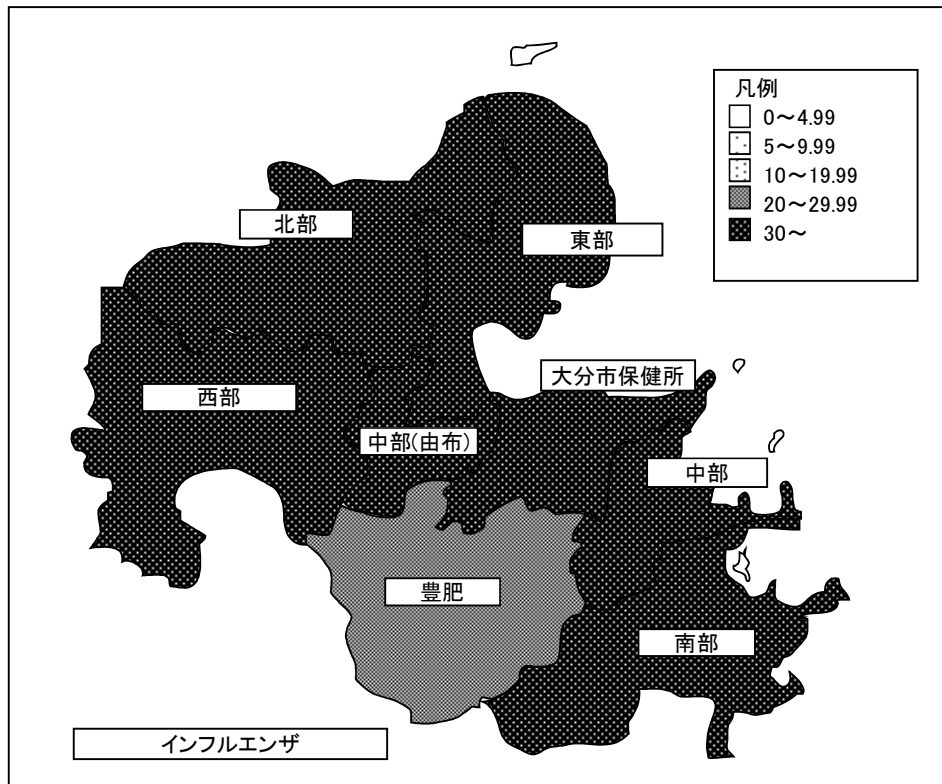 凡例
0～4.99
5～9.99
10～19.99
20～29.99
30～
北部
東部
大分市保健所
西部
中部(由布)
中部
豊肥
南部
インフルエンザ